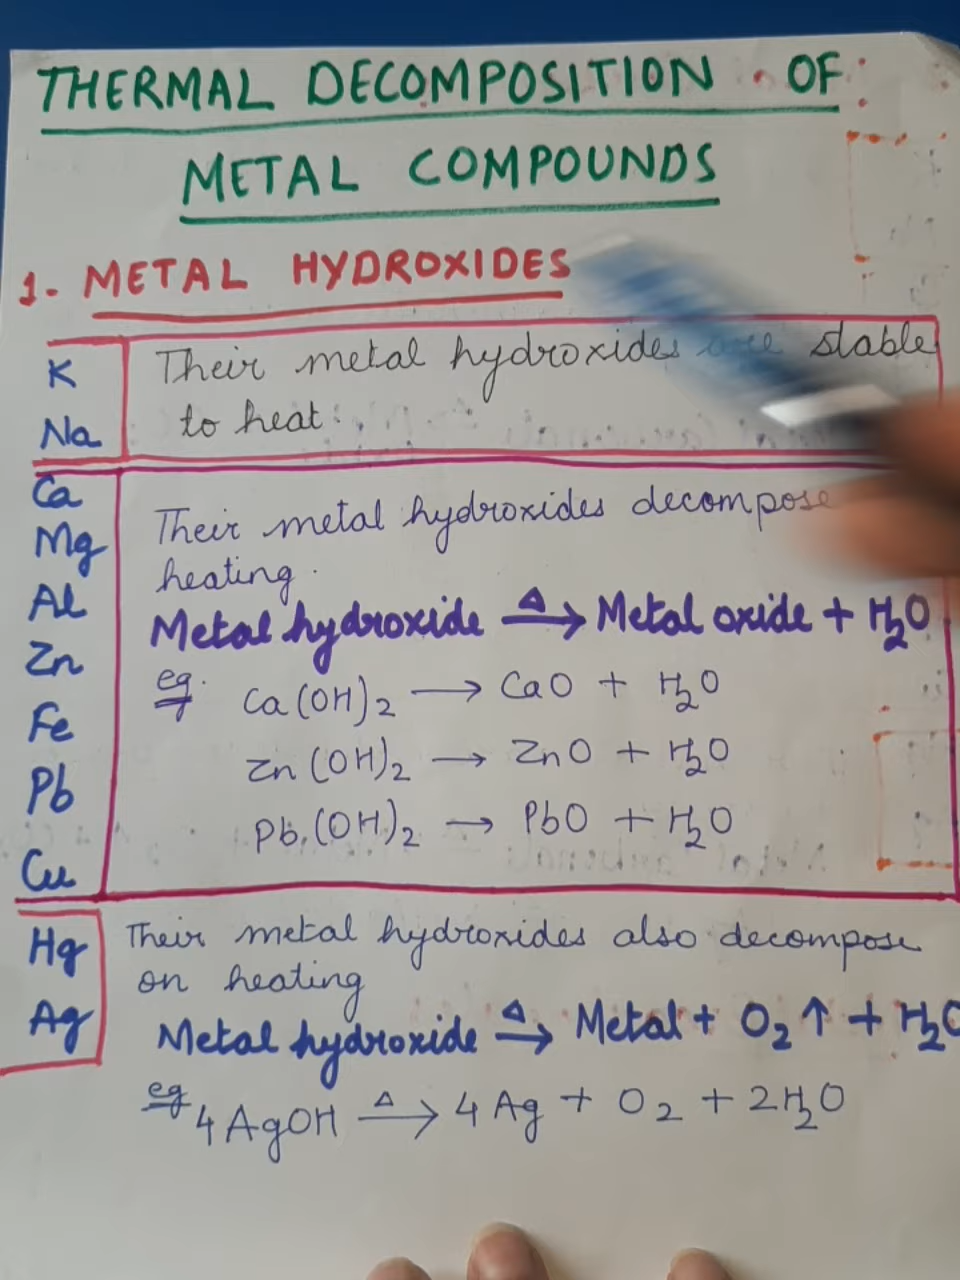 THERMAL DECOMPOSITION OF
METAL COMPOUNDS
1. METAL HYDROXIDES
K
Na
Their metal hydroxides are stable
to heat.
Ca
Mg
Al
Zn
Fe
Pb
Cu
Their metal hydroxides decompose
heating.
Metal hydroxide —Δ→ Metal oxide + H₂O
eg. Ca(OH)₂ → CaO + H₂O
Zn(OH)₂ → ZnO + H₂O
Pb(OH)₂ → PbO + H₂O
Hg
Ag
Their metal hydroxides also decompose
on heating
Metal hydroxide —Δ→ Metal + O₂↑ + H₂O
eg 4AgOH —Δ→ 4Ag + O₂ + 2H₂O